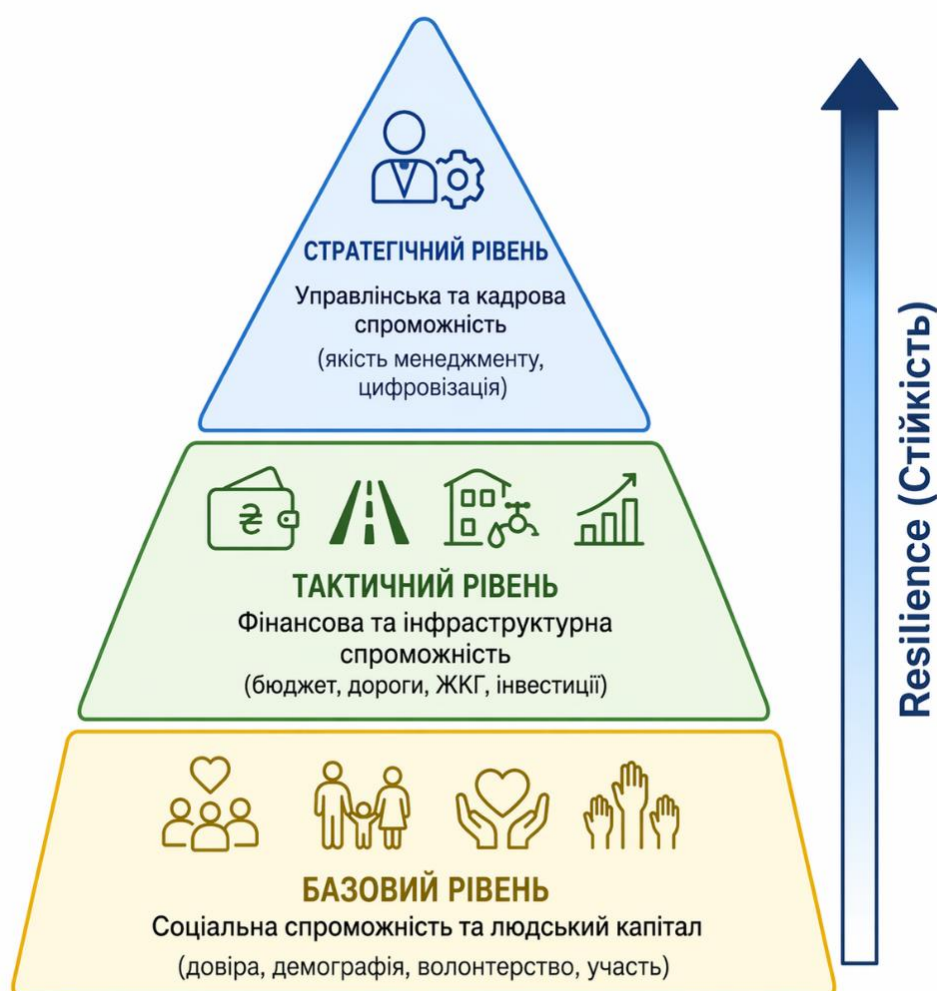 СТРАТЕГІЧНИЙ РІВЕНЬ
Управлінська та кадрова
спроможність
(якість менеджменту,
цифровізація)
ТАКТИЧНИЙ РІВЕНЬ
Фінансова та інфраструктурна
спроможність
(бюджет, дороги, ЖКГ, інвестиції)
БАЗОВИЙ РІВЕНЬ
Соціальна спроможність та людський капітал
(довіра, демографія, волонтерство, участь)
Resilience (Стійкість)